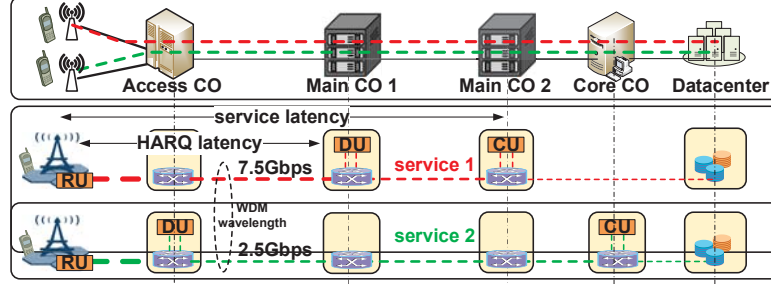 Access CO Main CO 1 Main CO 2 Core CO Datacenter
service latency
HARQ latency
DU CU
7.5Gbps service 1
RU
WDM
wavelength
DU CU
2.5Gbps service 2
RU